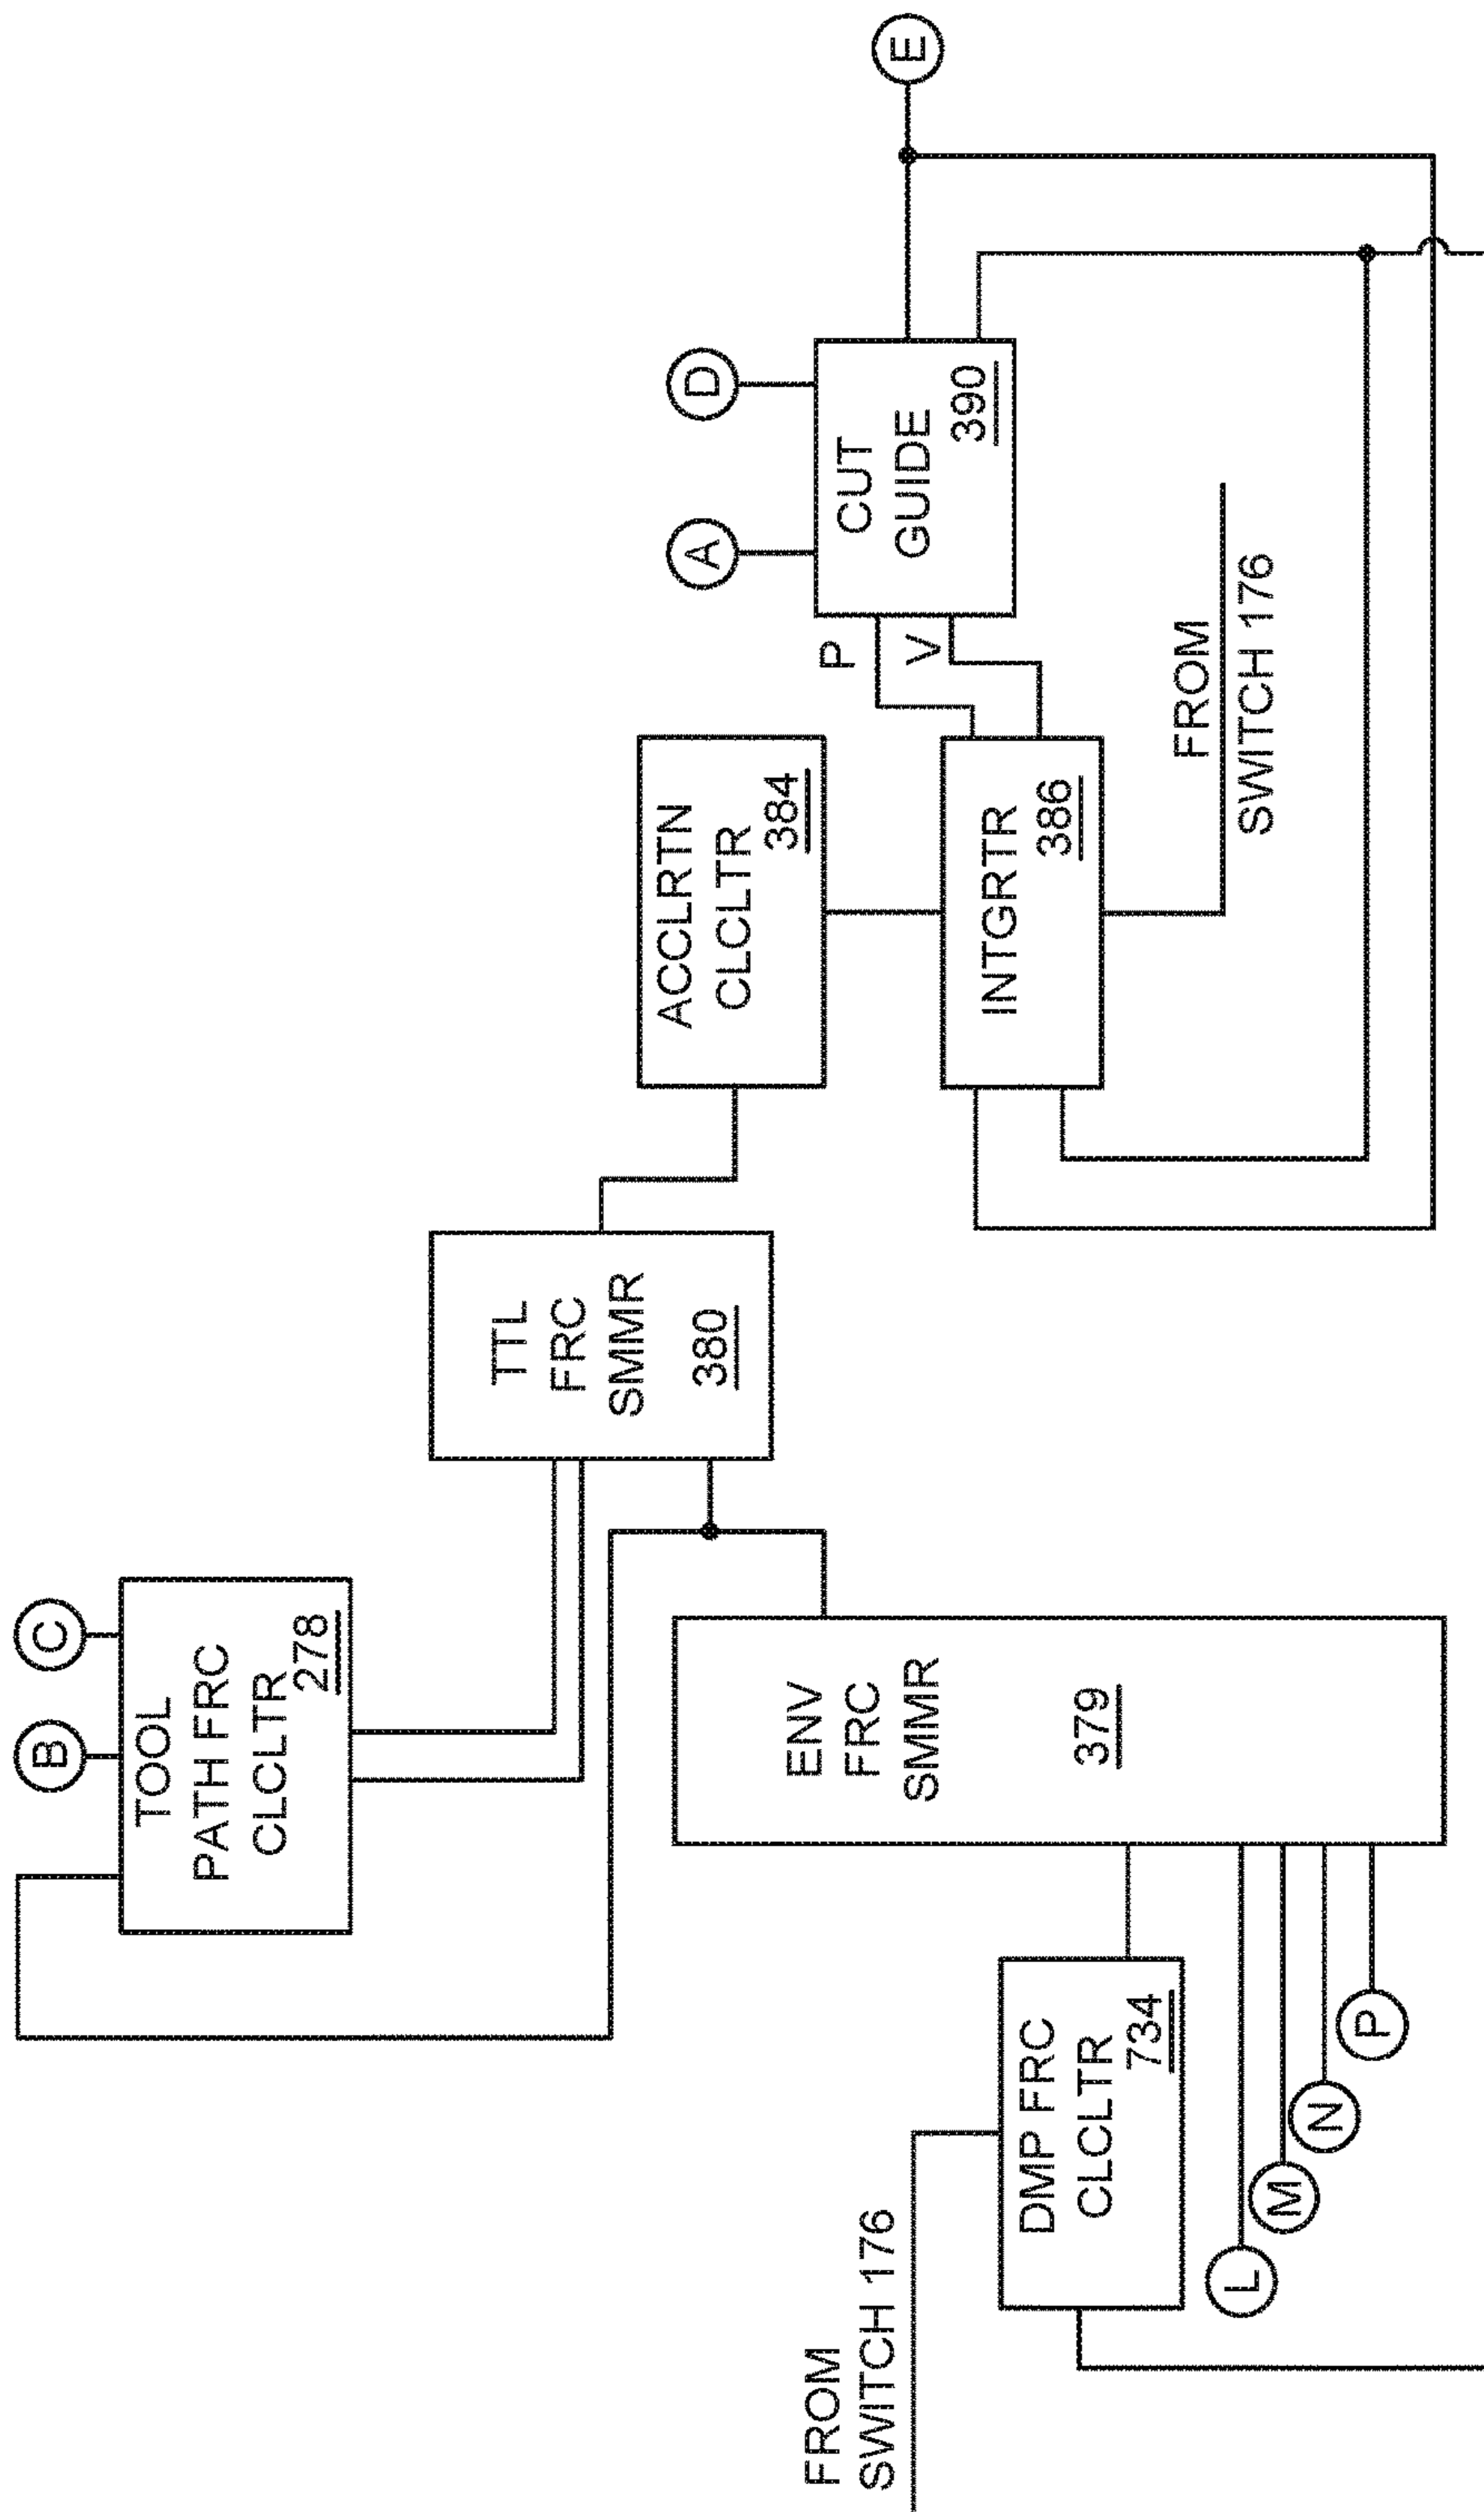 B
C
TOOL
PATH FRC
CLCLTR
278
TTL
FRC
SMMR
380
ACCLRTN
CLCLTR
384
A
D
E
CUT
GUIDE
390
P
V
INTGRTR
386
FROM
SWITCH 176
ENV
FRC
SMMR
379
FROM
SWITCH 176
DMP FRC
CLCLTR
734
L
M
N
P